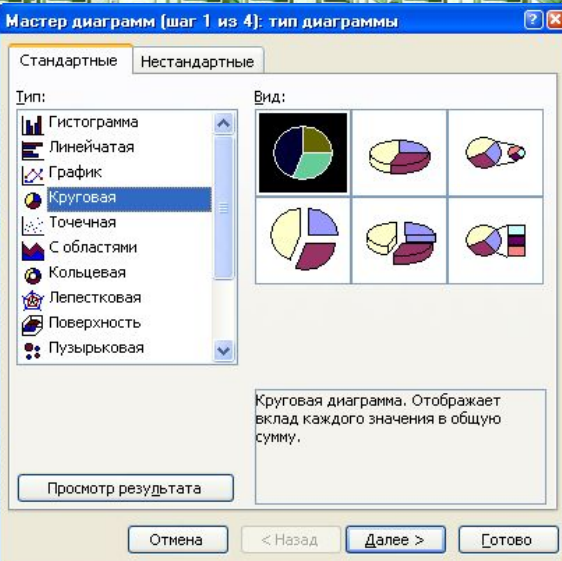 Мастер диаграмм (шаг 1 из 4): тип диаграммы
Стандартные
Нестандартные
Тип:
Гистограмма
Линейчатая
График
Круговая
Точечная
С областями
Кольцевая
Лепестковая
Поверхность
Пузырьковая
Вид:
Круговая диаграмма. Отображает
вклад каждого значения в общую
сумму.
Просмотр результата
Отмена
< Назад
Далее >
Готово